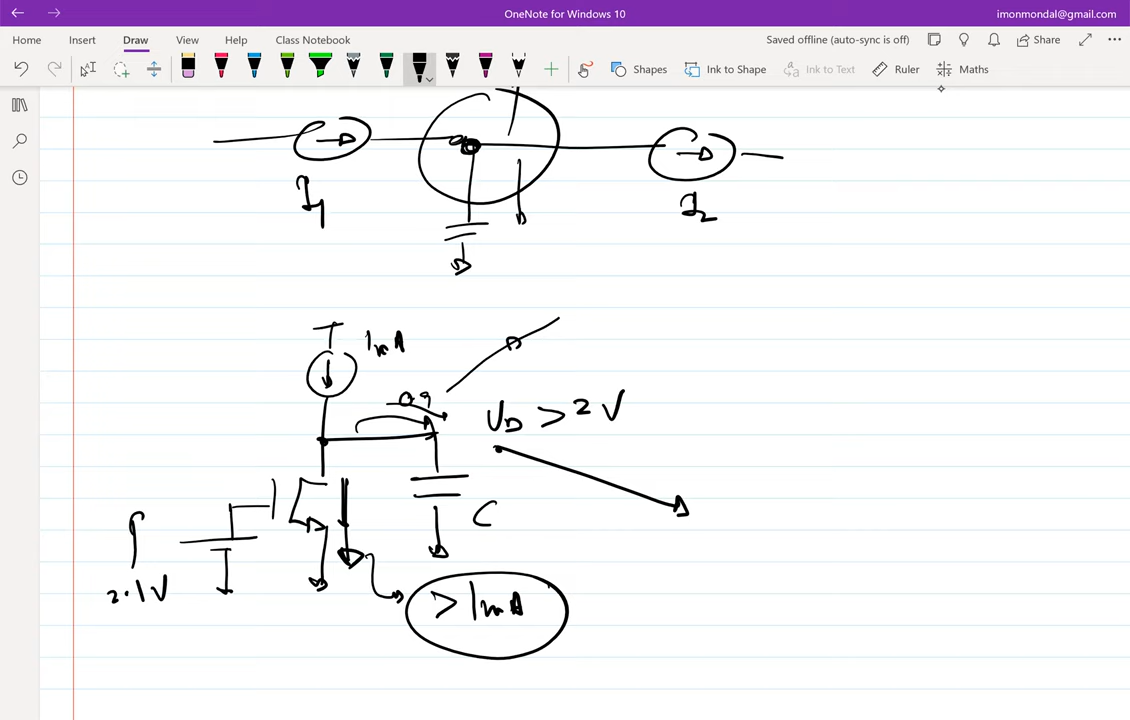 OneNote for Windows 10
imonmondal@gmail.com
Home Insert Draw View Help Class Notebook
Saved offline (auto-sync is off)
Share
Shapes Ink to Shape Ink to Text Ruler Maths
I1
I2
1mA
VD > 2 V
C
2.1V
> 1mA